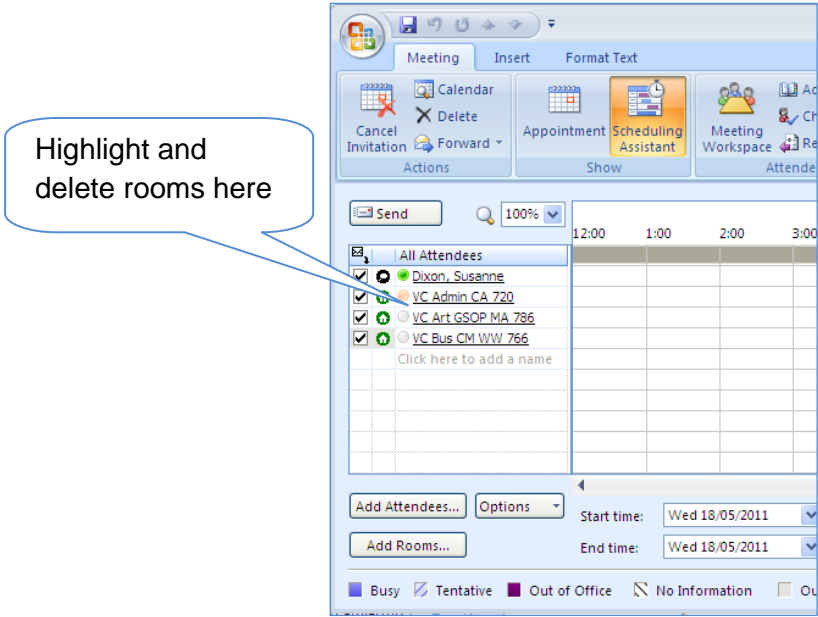 Highlight and
delete rooms here
Meeting Insert Format Text
Calendar
Delete
Forward
Cancel
Invitation
Actions
Appointment Scheduling
Assistant
Show
Meeting
Workspace
Send
100%
12:00 1:00 2:00 3:00
All Attendees
Dixon, Susanne
VC Admin CA 720
VC Art GSOP MA 786
VC Bus CM WW 766
Click here to add a name
Add Attendees... Options
Start time: Wed 18/05/2011
Add Rooms...
End time: Wed 18/05/2011
Busy Tentative Out of Office No Information